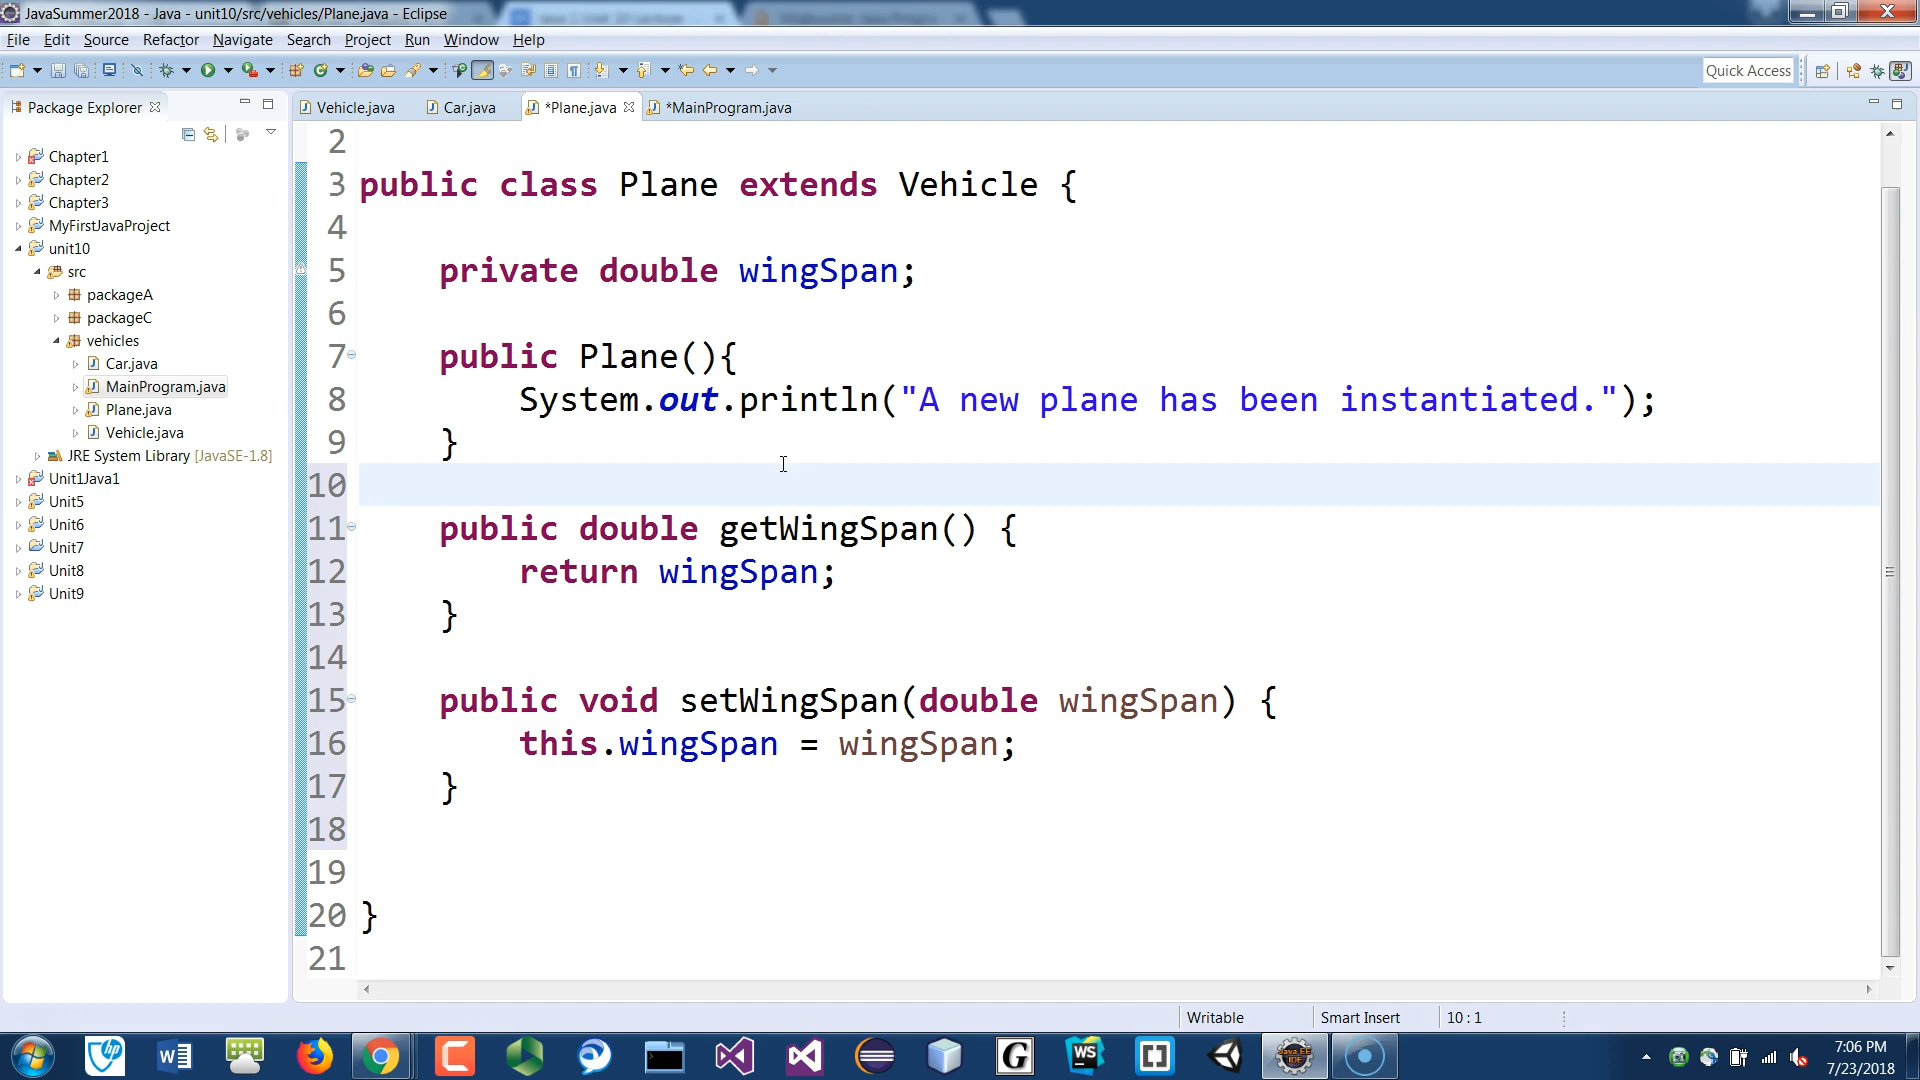 JavaSummer2018 - Java - unit10/src/vehicles/Plane.java - Eclipse
File Edit Source Refactor Navigate Search Project Run Window Help
Quick Access
Package Explorer
Vehicle.java Car.java *Plane.java *MainProgram.java
Chapter1
Chapter2
Chapter3
MyFirstJavaProject
unit10
src
packageA
packageC
vehicles
Car.java
MainProgram.java
Plane.java
Vehicle.java
JRE System Library [JavaSE-1.8]
Unit1Java1
Unit5
Unit6
Unit7
Unit8
Unit9
2
3 public class Plane extends Vehicle {
4
5 private double wingSpan;
6
7 public Plane(){
8 System.out.println("A new plane has been instantiated.");
9 }
10
11 public double getWingSpan() {
12 return wingSpan;
13 }
14
15 public void setWingSpan(double wingSpan) {
16 this.wingSpan = wingSpan;
17 }
18
19
20 }
21
Writable Smart Insert 10 : 1
7:06 PM
7/23/2018